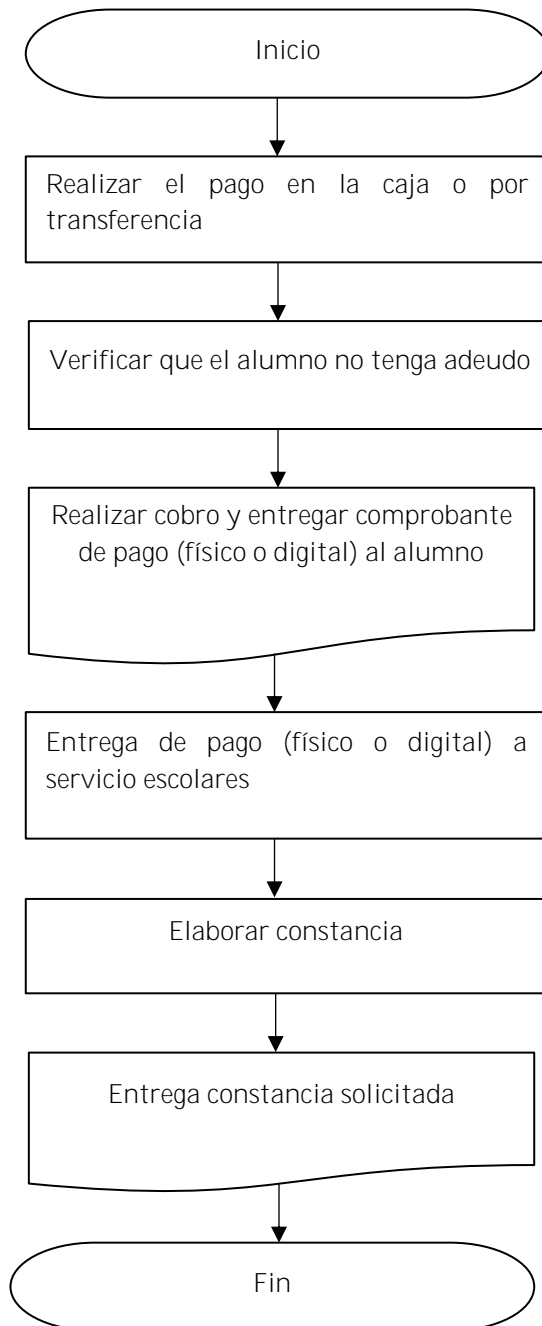 Inicio
Realizar el pago en la caja o por
transferencia
Verificar que el alumno no tenga adeudo
Realizar cobro y entregar comprobante
de pago (físico o digital) al alumno
Entrega de pago (físico o digital) a
servicio escolares
Elaborar constancia
Entrega constancia solicitada
Fin